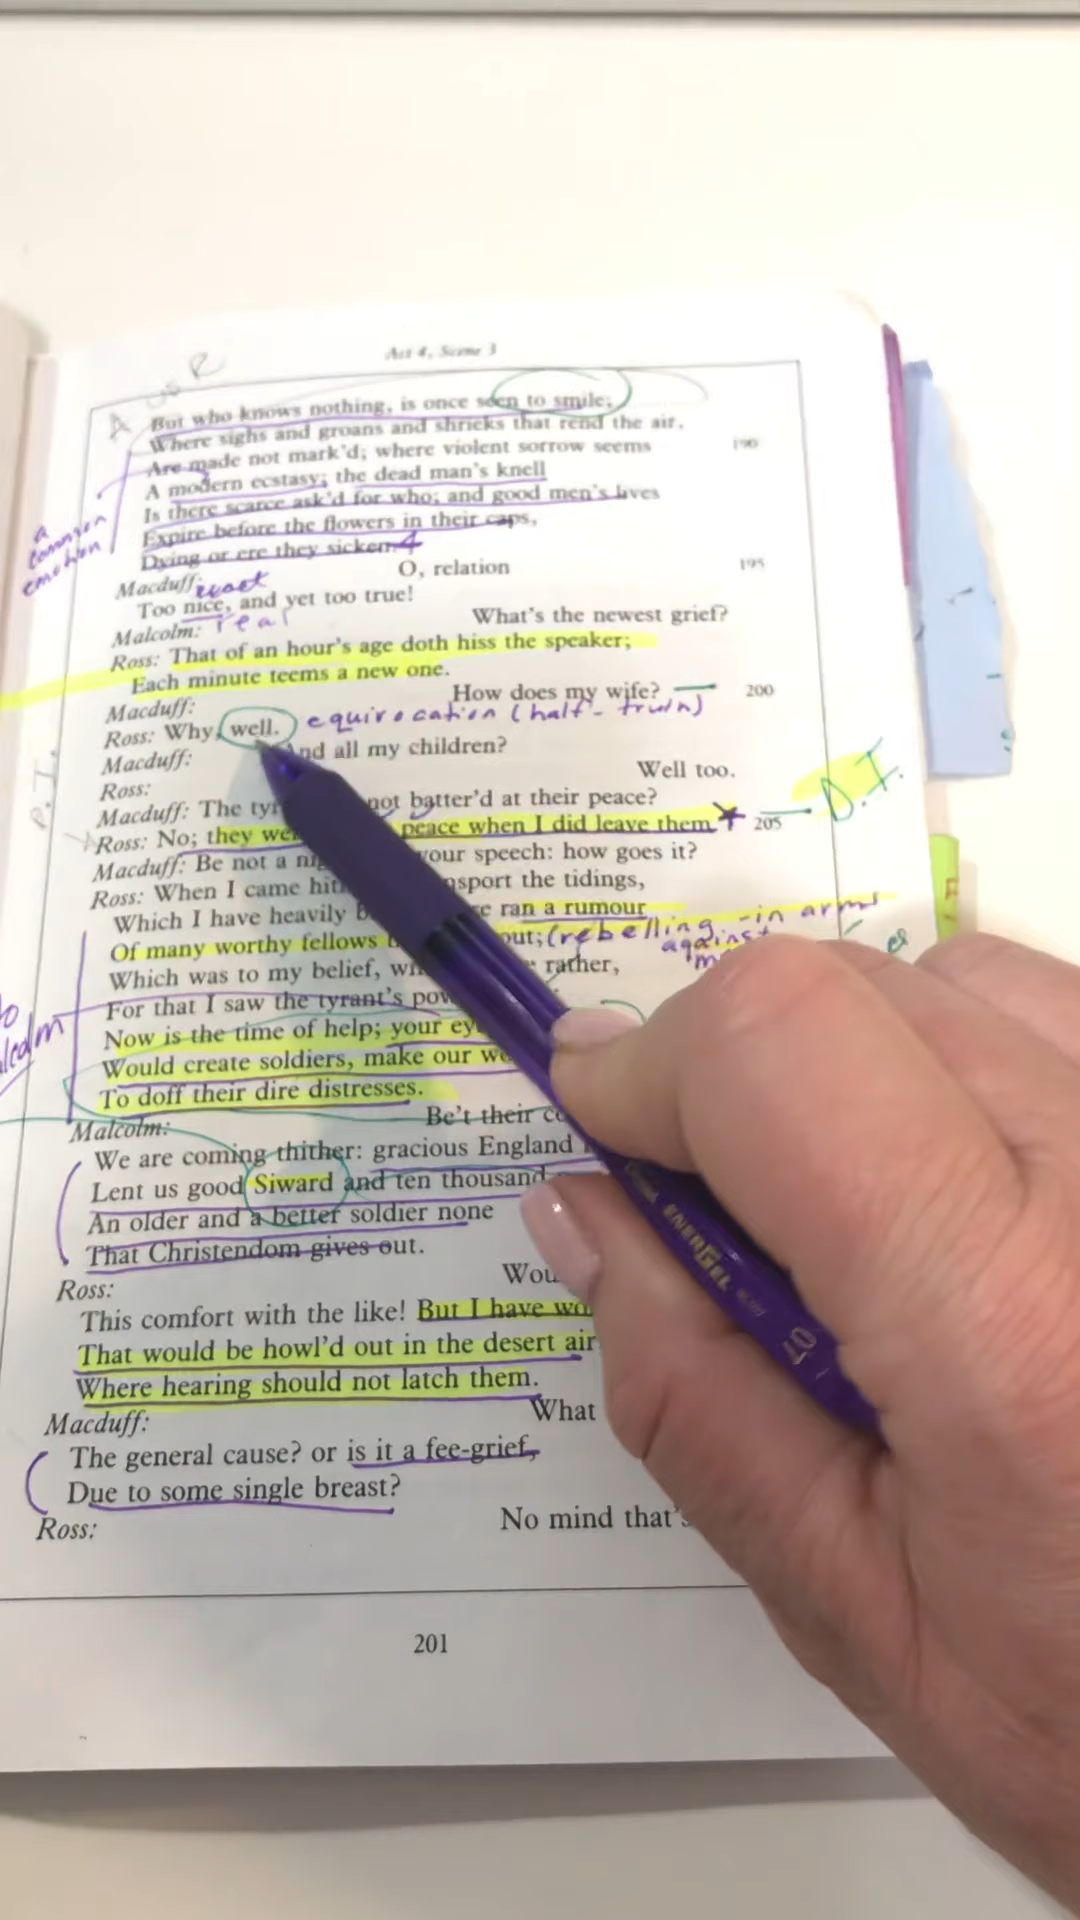 Act 4, Scene 3
But who knows nothing, is once seen to smile;
Where sighs and groans and shrieks that rend the air,
Are made not mark'd; where violent sorrow seems 190
A modern ecstasy; the dead man's knell
Is there scarce ask'd for who; and good men's lives
Expire before the flowers in their caps,
Dying or ere they sicken.
a common emotion
Macduff: O, relation 195
exact
Too nice, and yet too true!
real
Malcolm: What's the newest grief?
Ross: That of an hour's age doth hiss the speaker;
Each minute teems a new one.
Macduff: How does my wife? 200
Ross: Why, well. equivocation (half-truth)
Macduff: And all my children?
Ross: Well too.
Macduff: The not batter'd at their peace?
Ross: No; they peace when I did leave them 205 D.I.
Macduff: Be not a your speech: how goes it?
Ross: When I came the tidings,
Which I have heavily ran a rumour
Of many worthy fellows out; (rebelling - in arms against
Which was to my belief, rather,
For that I saw the tyrant's
Now is the time of help; your
Would create soldiers, make our
To doff their dire distresses.
Malcolm: Be't their
We are coming thither: gracious England
Lent us good Siward and ten thousand
An older and a better soldier none
That Christendom gives out.
Ross:
This comfort with the like! But I have
That would be howl'd out in the desert air
Where hearing should not latch them.
Macduff: What
The general cause? or is it a fee-grief,
Due to some single breast?
Ross: No mind that's
201
ENERGEL
07